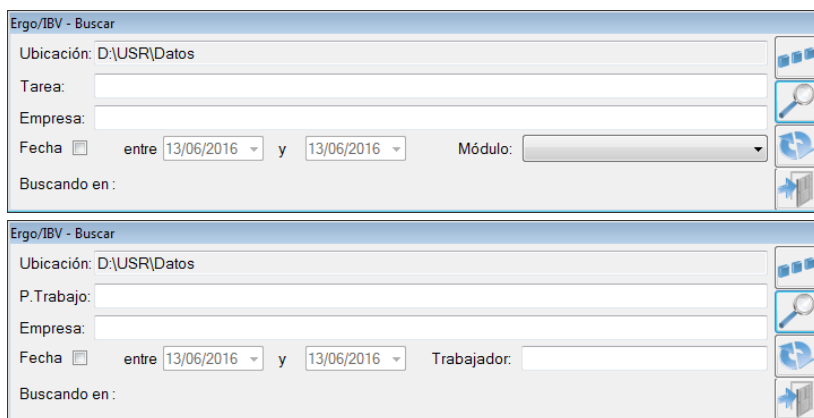 Ergo/IBV - Buscar
Ubicación: D:\USR\Datos
Tarea:
Empresa:
Fecha entre 13/06/2016 y 13/06/2016 Módulo:
Buscando en :
Ergo/IBV - Buscar
Ubicación: D:\USR\Datos
P.Trabajo:
Empresa:
Fecha entre 13/06/2016 y 13/06/2016 Trabajador:
Buscando en :